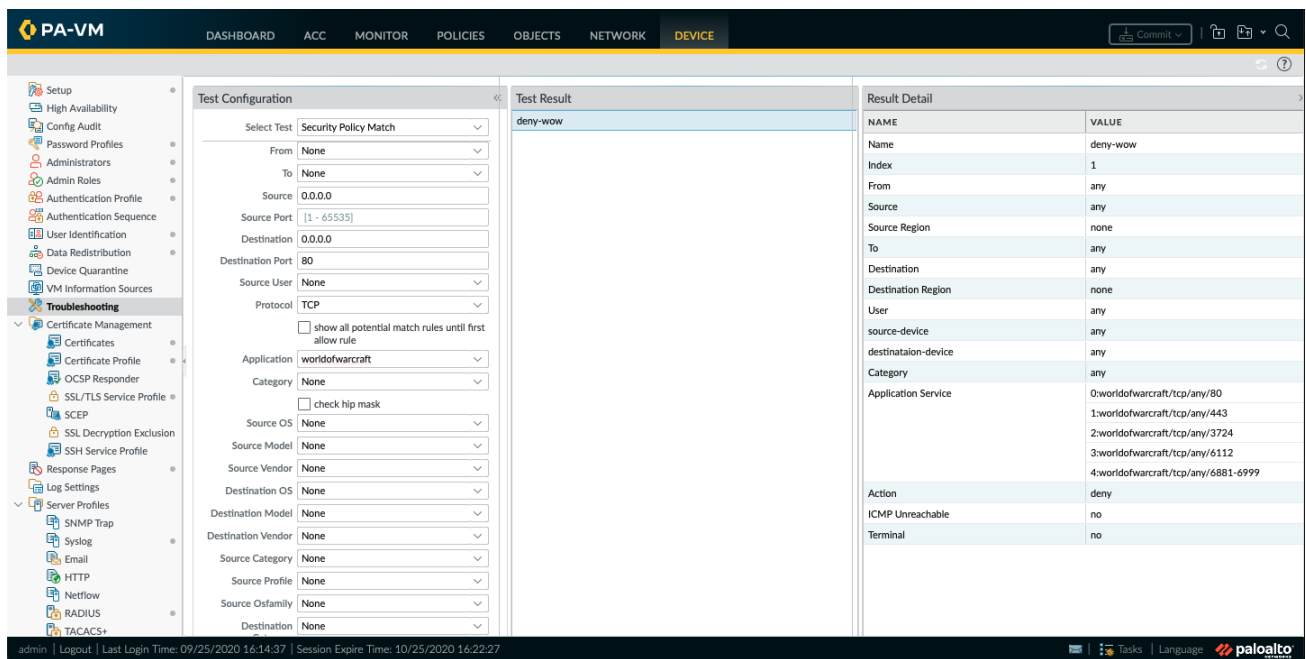 PA-VM
DASHBOARD ACC MONITOR POLICIES OBJECTS NETWORK DEVICE
Commit
Setup
High Availability
Config Audit
Password Profiles
Administrators
Admin Roles
Authentication Profile
Authentication Sequence
User Identification
Data Redistribution
Device Quarantine
VM Information Sources
Troubleshooting
Certificate Management
Certificates
Certificate Profile
OCSP Responder
SSL/TLS Service Profile
SCEP
SSL Decryption Exclusion
SSH Service Profile
Response Pages
Log Settings
Server Profiles
SNMP Trap
Syslog
Email
HTTP
Netflow
RADIUS
TACACS+
Test Configuration
Select Test Security Policy Match
From None
To None
Source 0.0.0.0
Source Port [1 - 65535]
Destination 0.0.0.0
Destination Port 80
Source User None
Protocol TCP
show all potential match rules until first
allow rule
Application worldofwarcraft
Category None
check hip mask
Source OS None
Source Model None
Source Vendor None
Destination OS None
Destination Model None
Destination Vendor None
Source Category None
Source Profile None
Source Osfamily None
Destination None
Test Result
deny-wow
Result Detail
NAME VALUE
Name deny-wow
Index 1
From any
Source any
Source Region none
To any
Destination any
Destination Region none
User any
source-device any
destinataion-device any
Category any
Application Service 0:worldofwarcraft/tcp/any/80
1:worldofwarcraft/tcp/any/443
2:worldofwarcraft/tcp/any/3724
3:worldofwarcraft/tcp/any/6112
4:worldofwarcraft/tcp/any/6881-6999
Action deny
ICMP Unreachable no
Terminal no
admin | Logout | Last Login Time: 09/25/2020 16:14:37 | Session Expire Time: 10/25/2020 16:22:27
Tasks | Language paloalto
NETWORKS